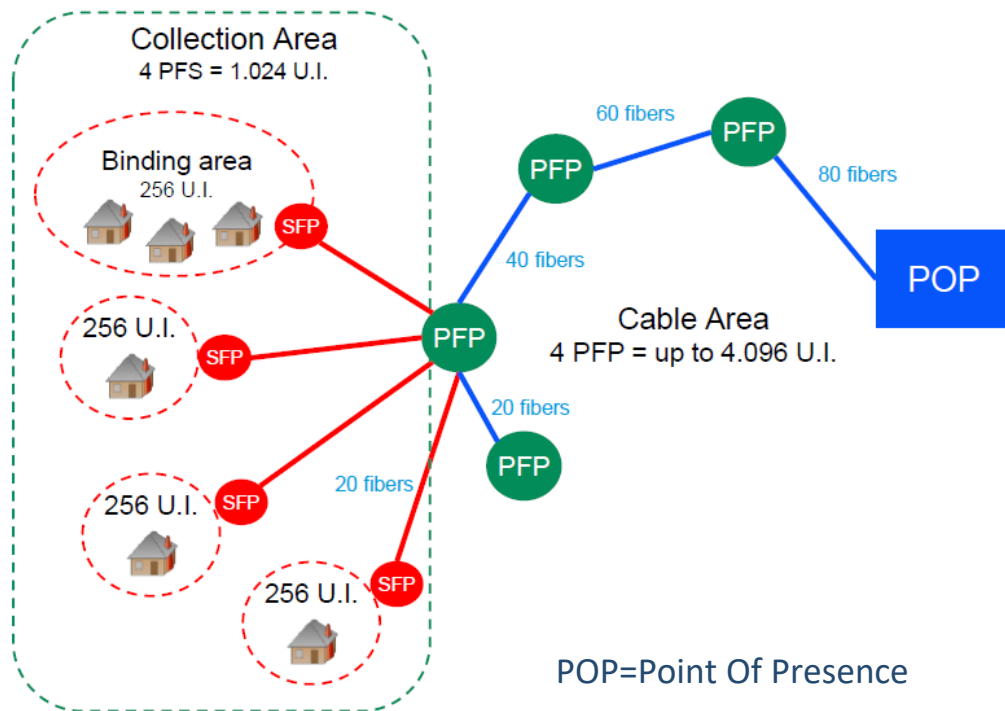 Collection Area
4 PFS = 1.024 U.I.
Binding area
256 U.I.
SFP
256 U.I.
SFP
256 U.I.
SFP
256 U.I.
SFP
20 fibers
PFP
40 fibers
PFP
60 fibers
PFP
80 fibers
POP
Cable Area
4 PFP = up to 4.096 U.I.
20 fibers
PFP
POP=Point Of Presence